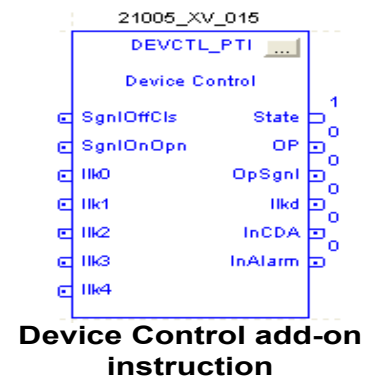 21005_XV_015
DEVCTL_PTI ...
Device Control
SgnlOffCls State 1
SgnlOnOpn OP 0
Ilk0 OpSgnl 0
Ilk1 Ilkd 0
Ilk2 InCDA 0
Ilk3 InAlarm 0
Ilk4
Device Control add-on
instruction